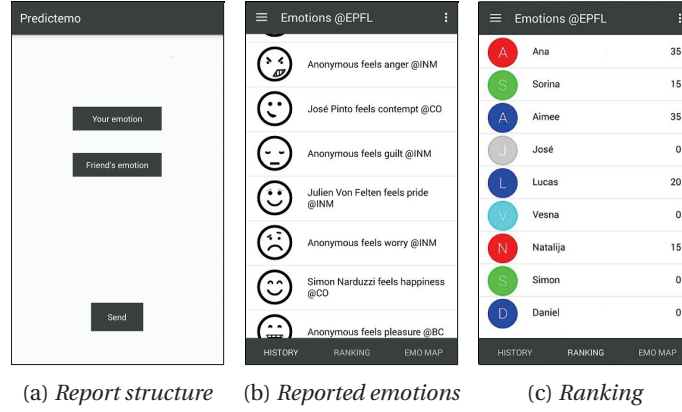 Predictemo
Your emotion
Friend's emotion
Send
(a) Report structure
Emotions @EPFL
Anonymous feels anger @INM
José Pinto feels contempt @CO
Anonymous feels guilt @INM
Julien Von Felten feels pride
@INM
Anonymous feels worry @INM
Simon Narduzzi feels happiness
@CO
Anonymous feels pleasure @BC
HISTORY RANKING EMO MAP
(b) Reported emotions
Emotions @EPFL
A Ana 35
S Sorina 15
A Aimee 35
J José 0
L Lucas 20
V Vesna 0
N Natalija 15
S Simon 0
D Daniel 0
HISTORY RANKING EMO MAP
(c) Ranking